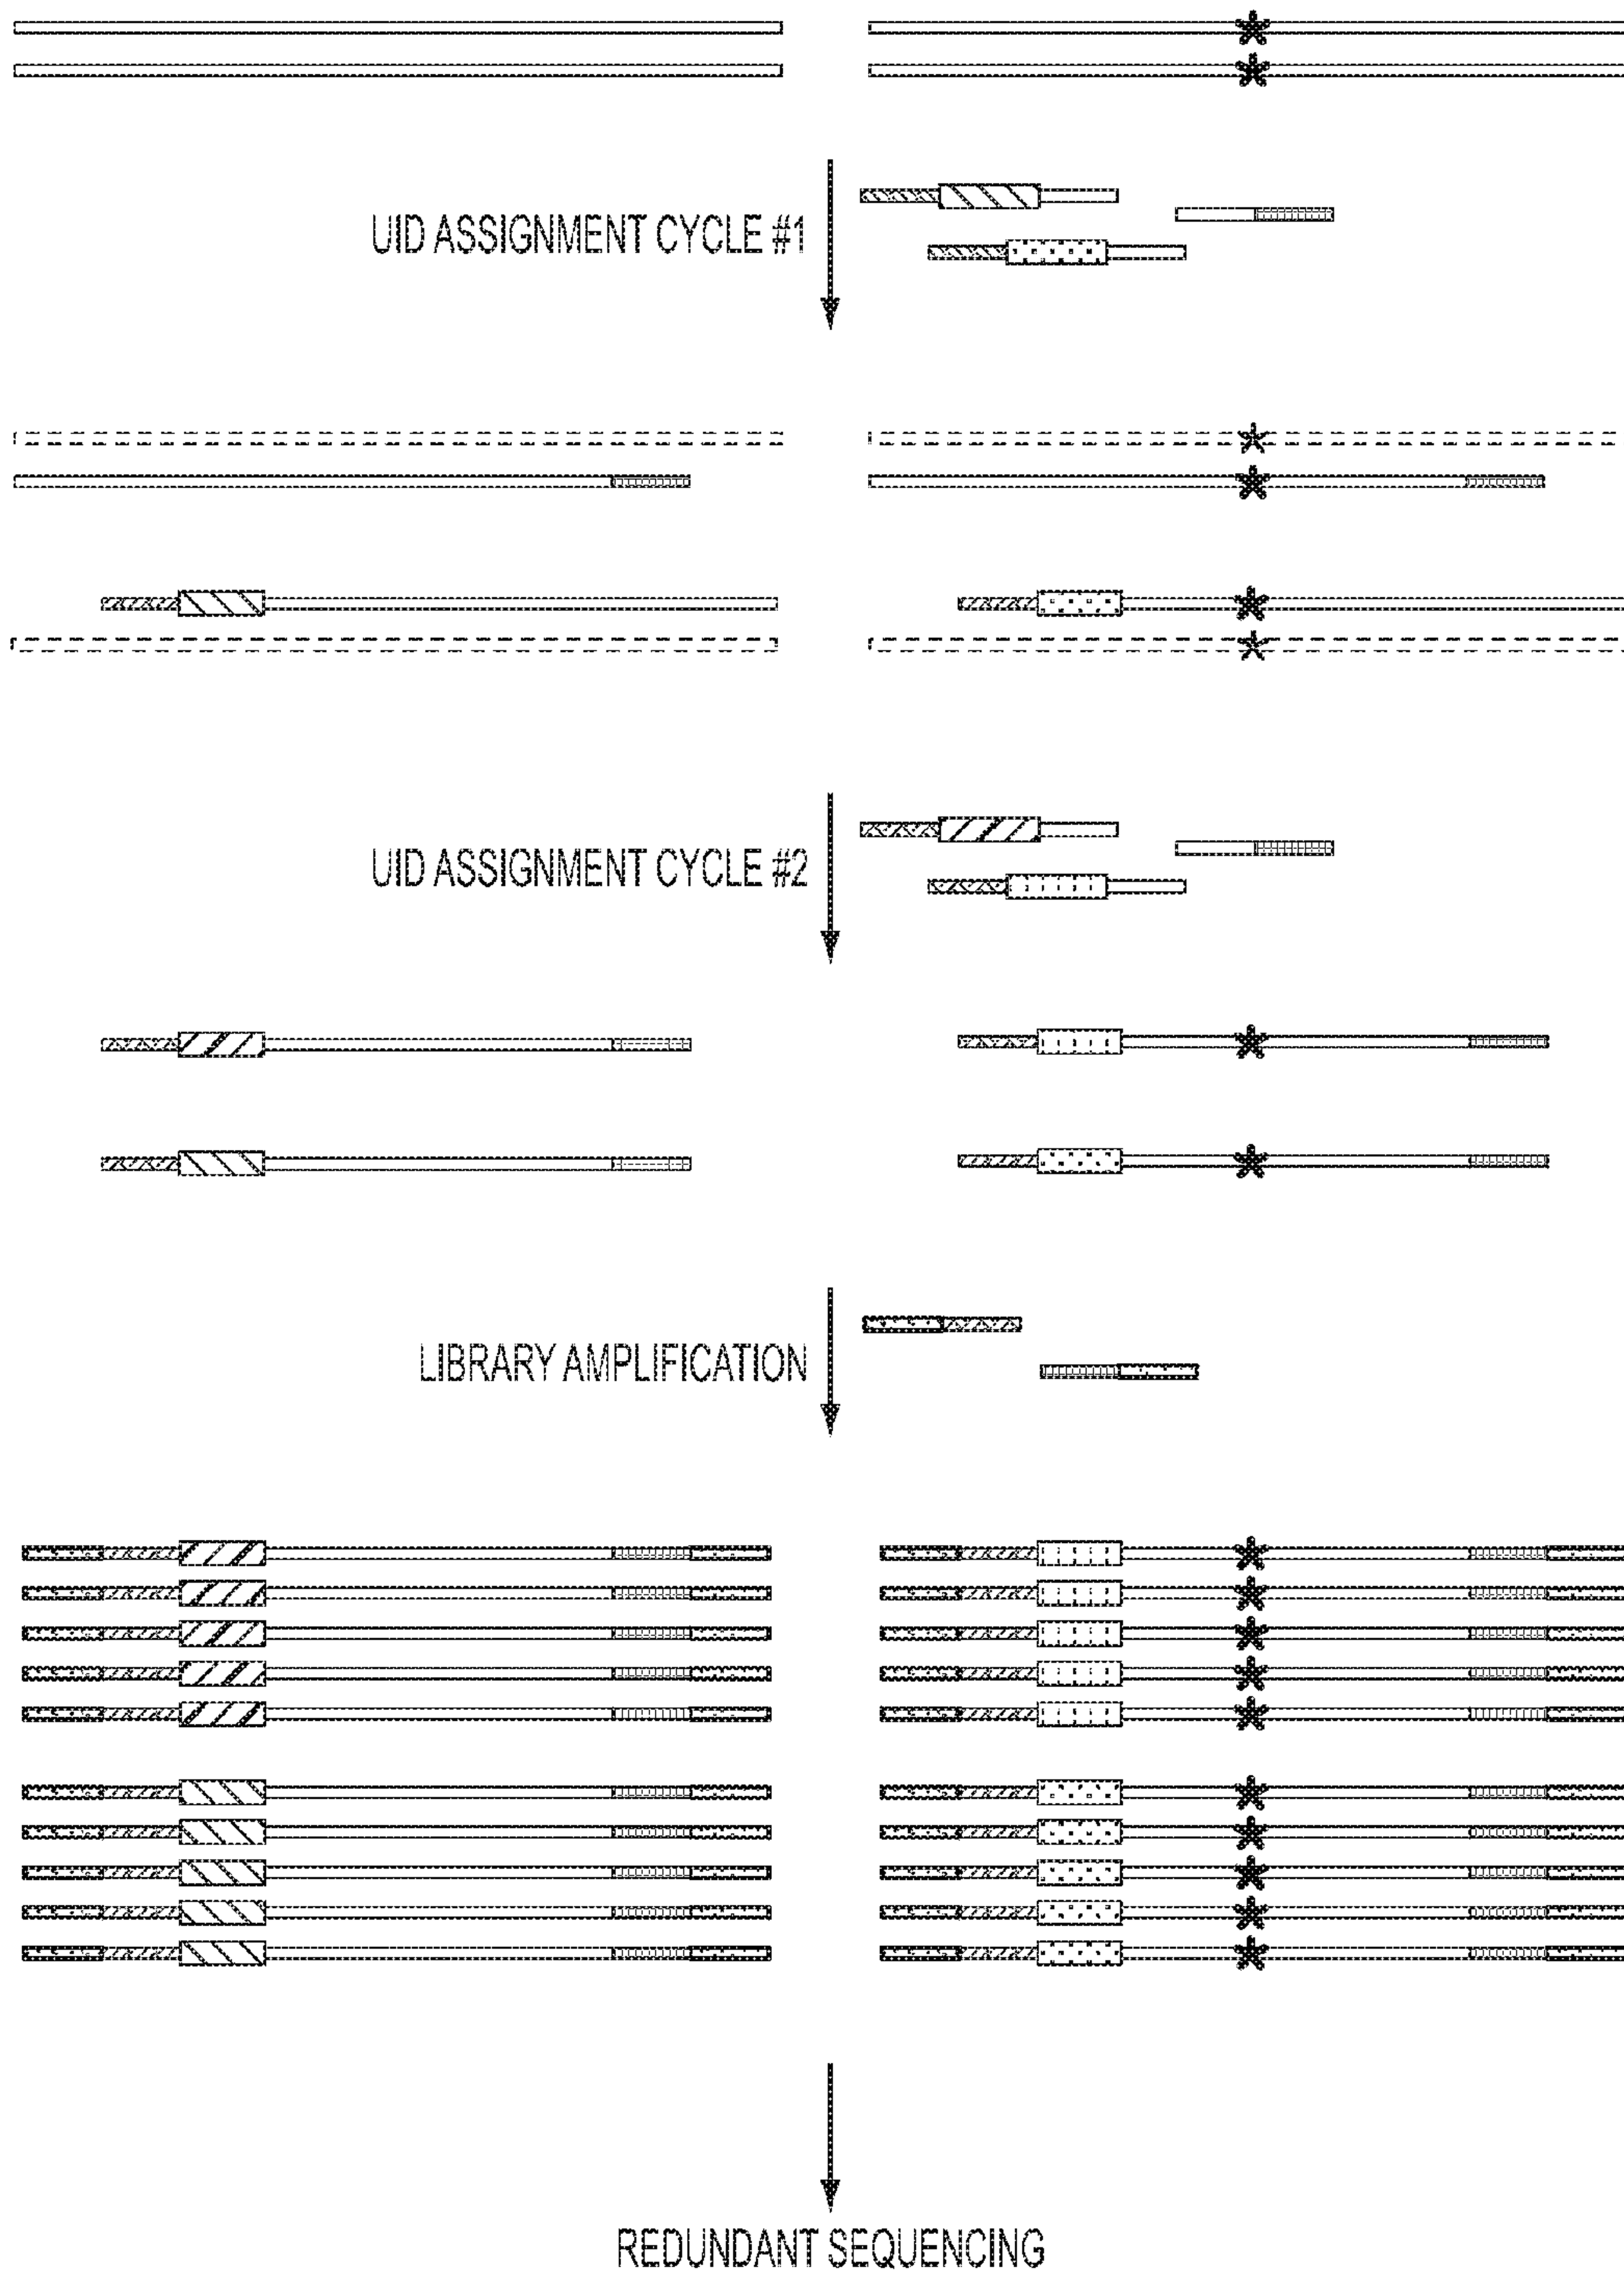 UID ASSIGNMENT CYCLE #1
UID ASSIGNMENT CYCLE #2
LIBRARY AMPLIFICATION
REDUNDANT SEQUENCING